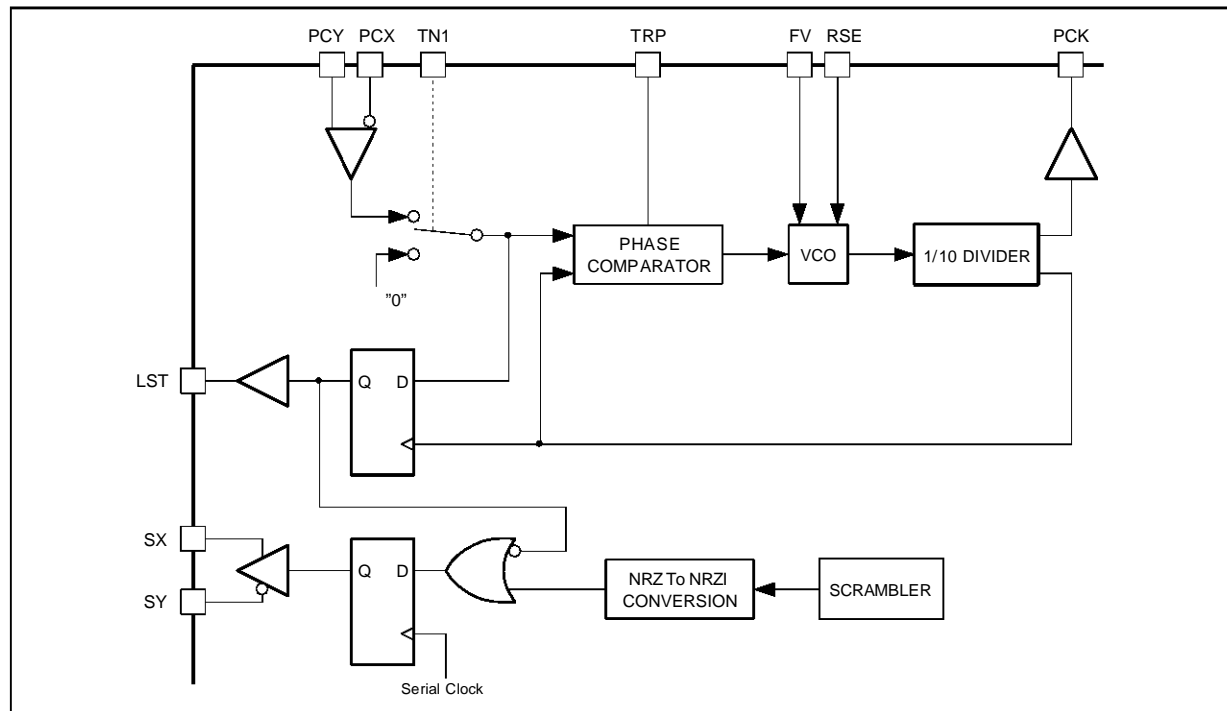 PCY PCX TN1 TRP FV RSE PCK
PHASE
COMPARATOR
VCO
1/10 DIVIDER
”0”
LST
Q D
SX
SY
Q D
NRZ To NRZI
CONVERSION
SCRAMBLER
Serial Clock